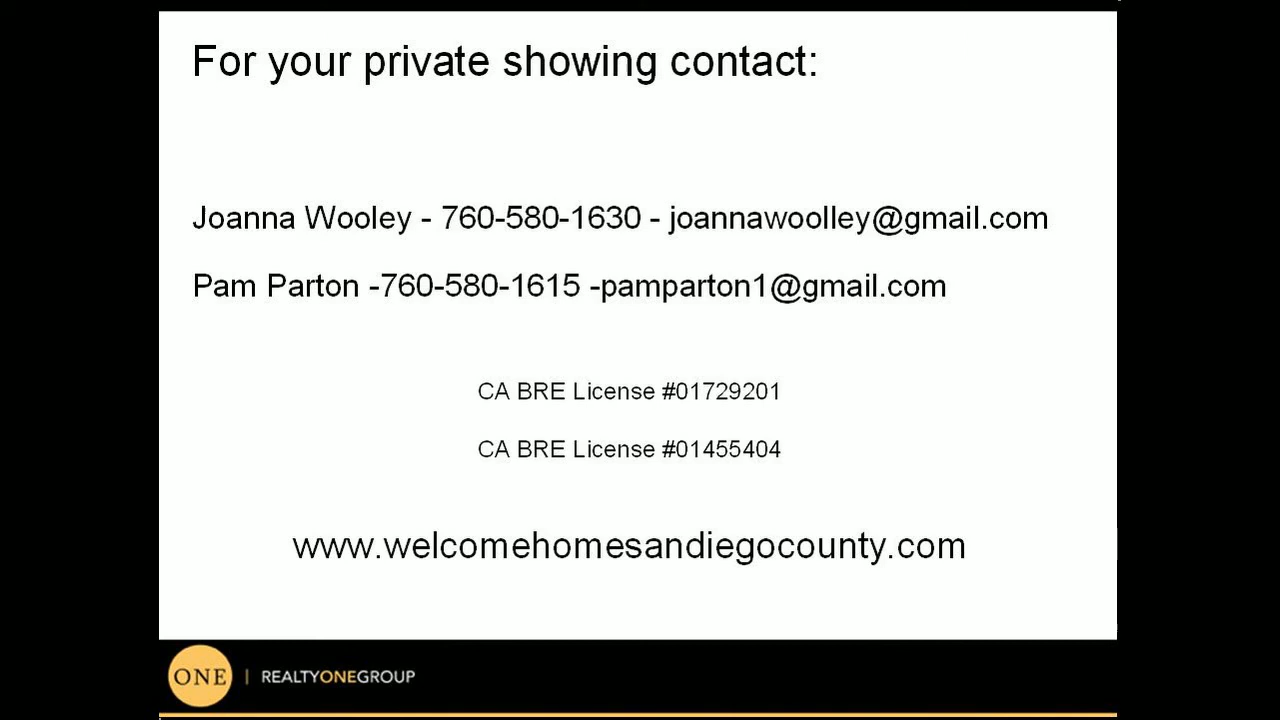 For your private showing contact:
Joanna Wooley - 760-580-1630 - joannawoolley@gmail.com
Pam Parton -760-580-1615 -pamparton1@gmail.com
CA BRE License #01729201
CA BRE License #01455404
www.welcomehomesandiegocounty.com
ONE | REALTYONEGROUP